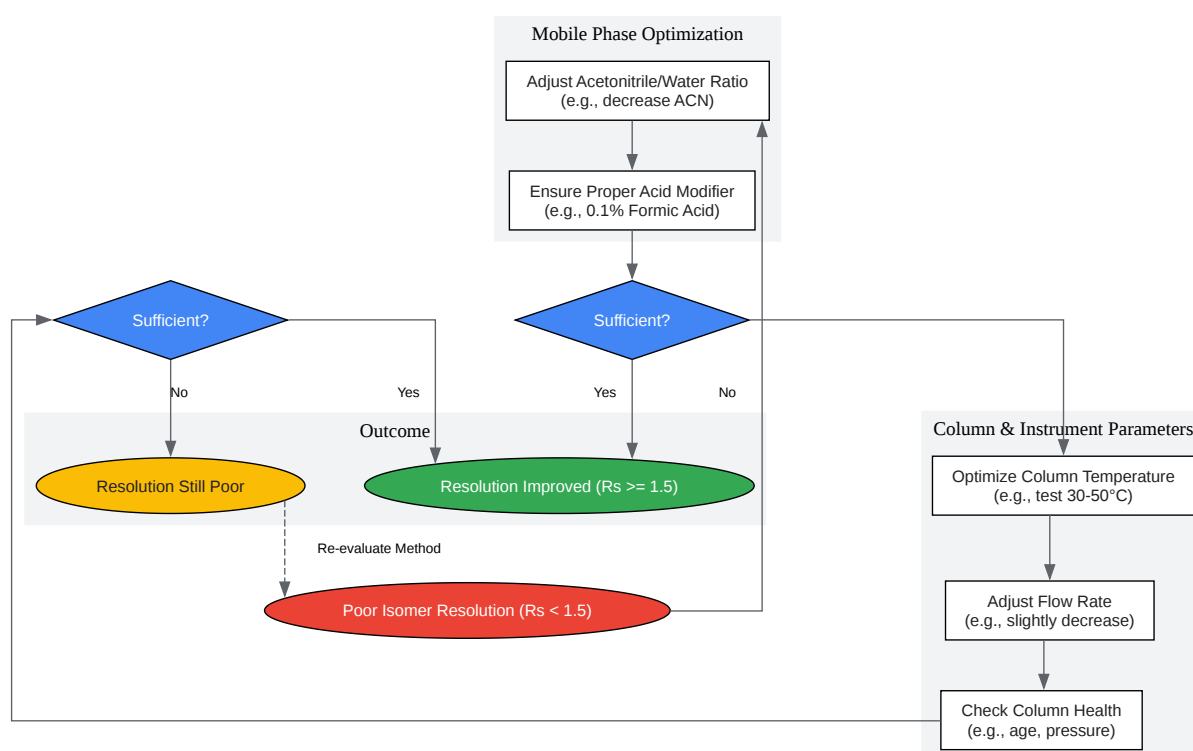 Mobile Phase Optimization
Adjust Acetonitrile/Water Ratio
(e.g., decrease ACN)
Ensure Proper Acid Modifier
(e.g., 0.1% Formic Acid)
Sufficient?
Sufficient?
No
Yes
Yes
No
Outcome
Column & Instrument Parameters
Resolution Still Poor
Resolution Improved (Rs >= 1.5)
Optimize Column Temperature
(e.g., test 30-50°C)
Re-evaluate Method
Poor Isomer Resolution (Rs < 1.5)
Adjust Flow Rate
(e.g., slightly decrease)
Check Column Health
(e.g., age, pressure)